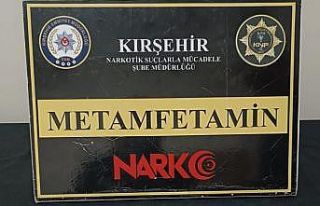 KIRŞEHİR
NARKOTİK SUÇLARLA MÜCADELE
ŞUBE MÜDÜRLÜĞÜ
METAMFETAMİN
NARKO